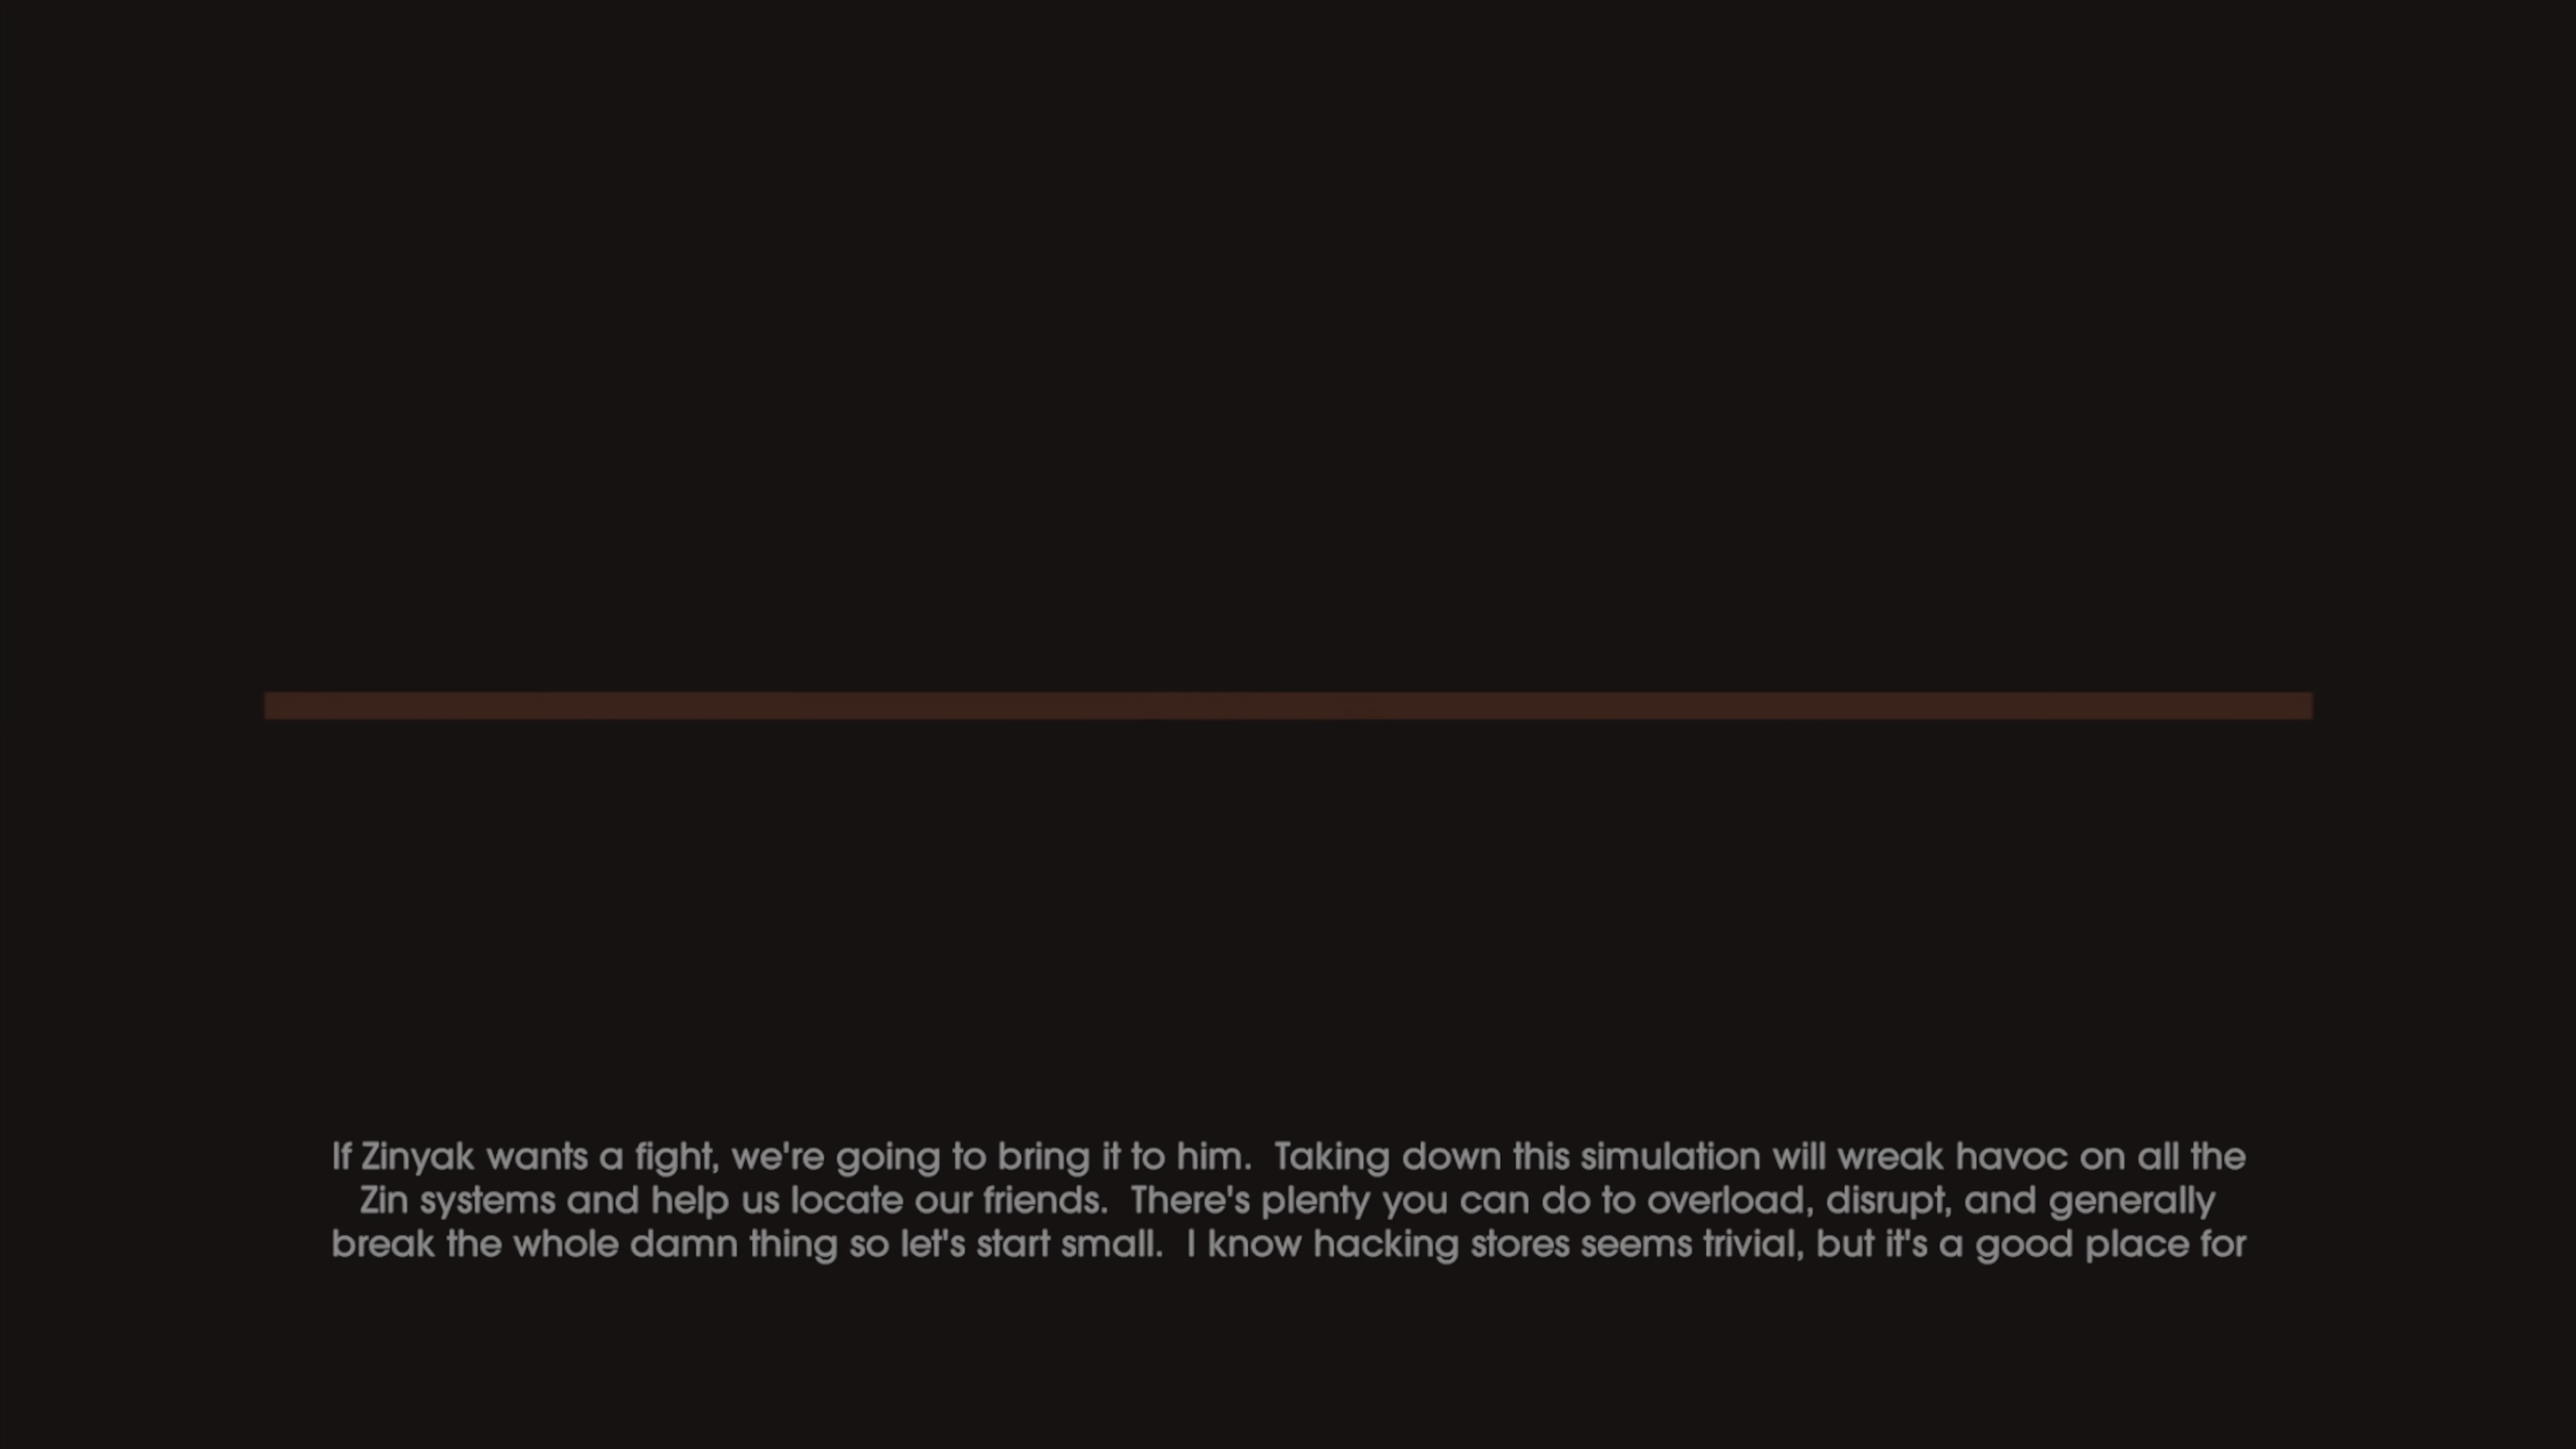 If Zinyak wants a fight, we're going to bring it to him.  Taking down this simulation will wreak havoc on all the
Zin systems and help us locate our friends.  There's plenty you can do to overload, disrupt, and generally
break the whole damn thing so let's start small.  I know hacking stores seems trivial, but it's a good place for